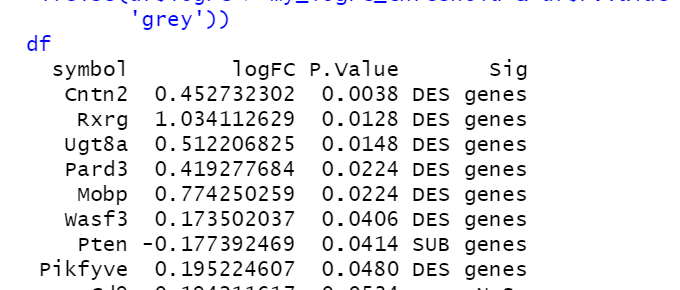 'grey'))
df
symbol logFC P.Value Sig
Cntn2 0.452732302 0.0038 DES genes
Rxrg 1.034112629 0.0128 DES genes
Ugt8a 0.512206825 0.0148 DES genes
Pard3 0.419277684 0.0224 DES genes
Mobp 0.774250259 0.0224 DES genes
Wasf3 0.173502037 0.0406 DES genes
Pten -0.177392469 0.0414 SUB genes
Pikfyve 0.195224607 0.0480 DES genes